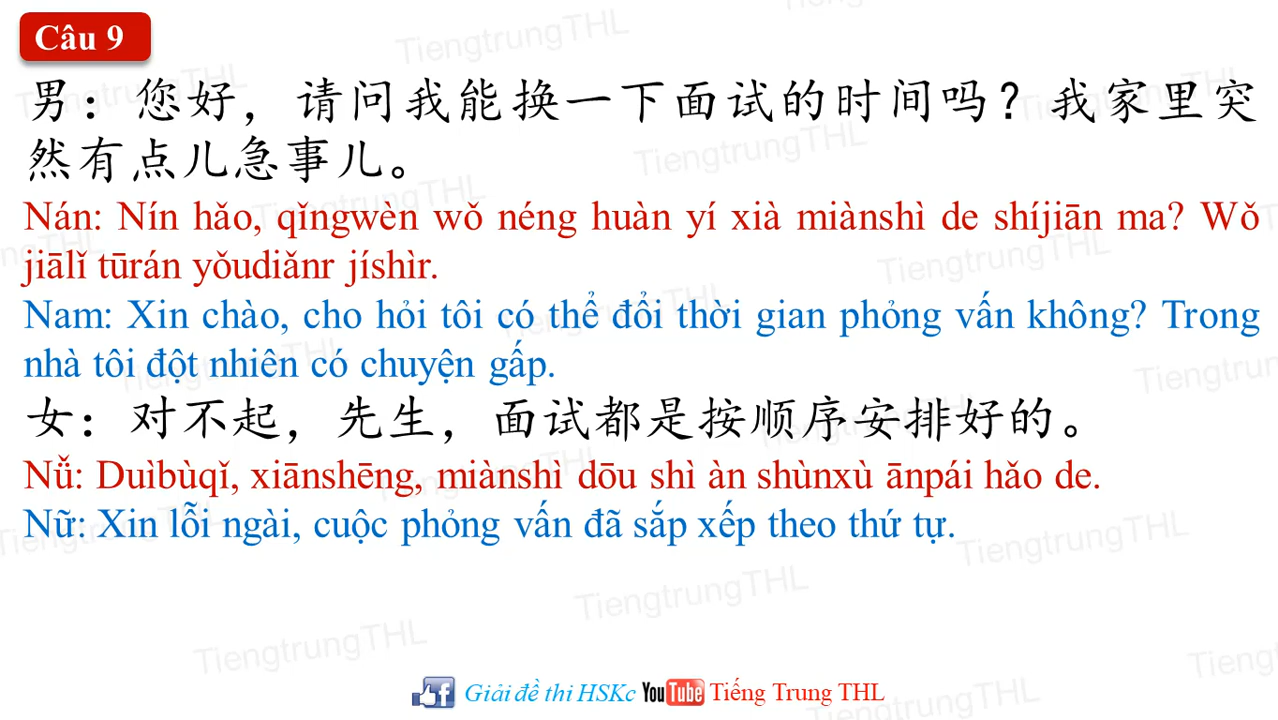 Câu 9
男：您好，请问我能换一下面试的时间吗？我家里突
然有点儿急事儿。
Nán: Nín hǎo, qǐngwèn wǒ néng huàn yí xià miànshì de shíjiān ma? Wǒ
jiālǐ tūrán yǒudiǎnr jíshìr.
Nam: Xin chào, cho hỏi tôi có thể đổi thời gian phỏng vấn không? Trong
nhà tôi đột nhiên có chuyện gấp.
女：对不起，先生，面试都是按顺序安排好的。
Nǚ: Duìbùqǐ, xiānshēng, miànshì dōu shì àn shùnxù ānpái hǎo de.
Nữ: Xin lỗi ngài, cuộc phỏng vấn đã sắp xếp theo thứ tự.
Giải đề thi HSKc YouTube Tiếng Trung THL